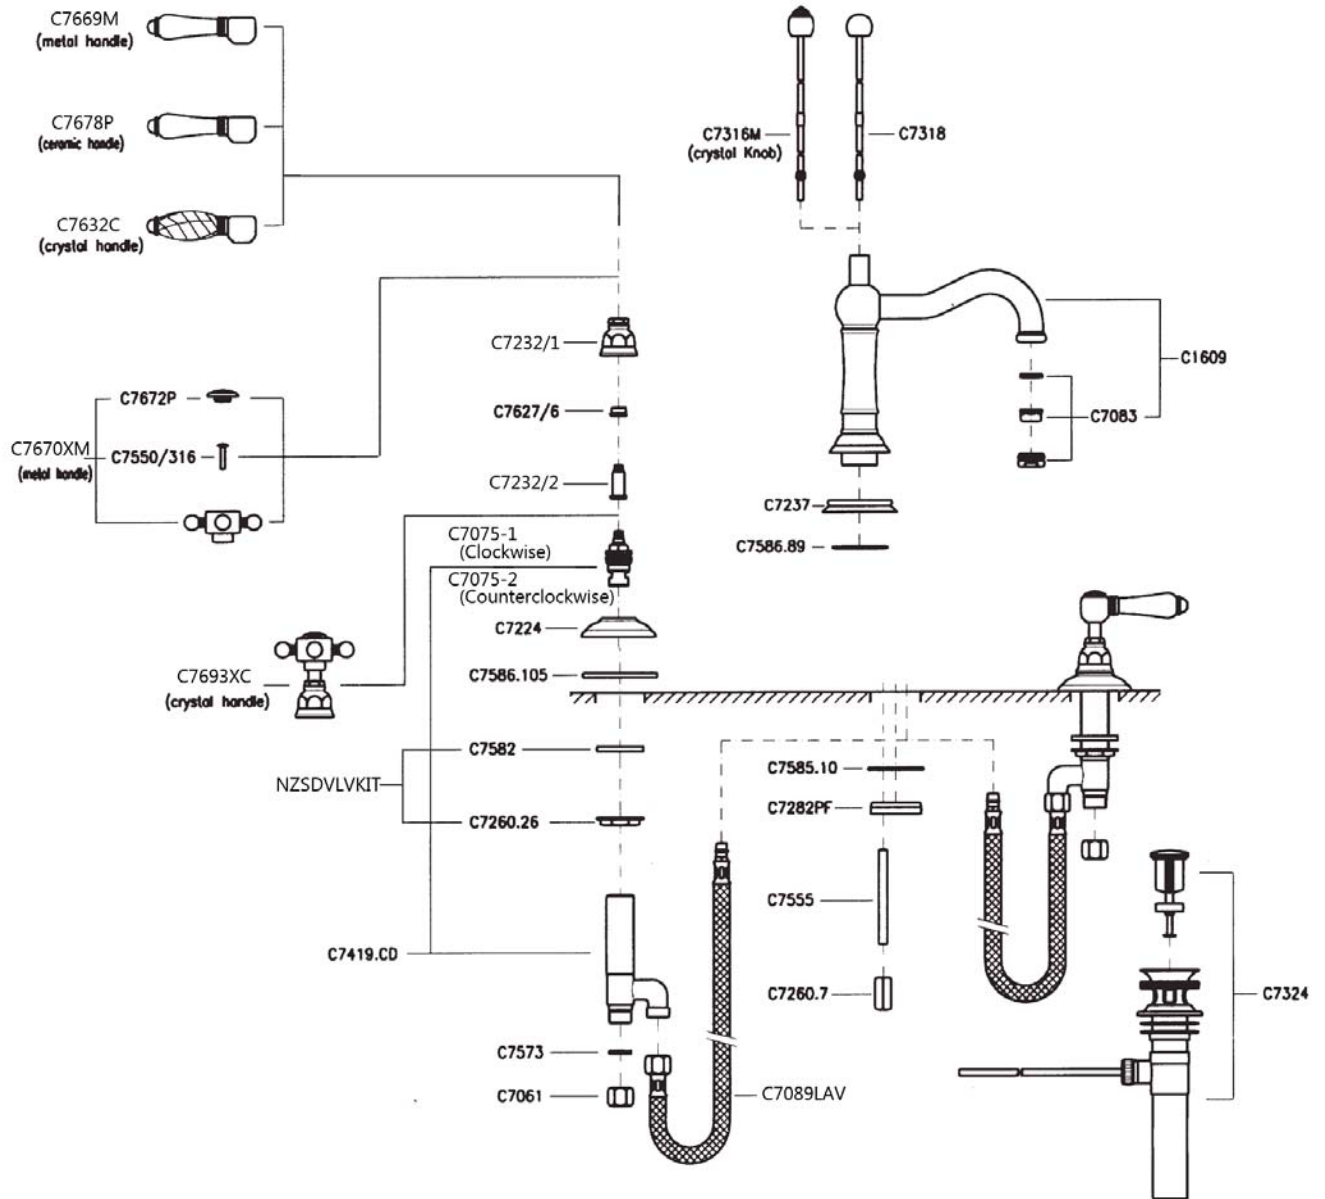 C7669M
(metal handle)
C7678P
(ceramic handle)
C7632C
(crystal handle)
C7316M
(crystal Knob)
C7318
C7232/1
C1609
C7672P
C7627/6
C7083
C7670XM
(metal handle)
C7550/316
C7232/2
C7237
C7075-1
(Clockwise)
C7586.89
C7075-2
(Counterclockwise)
C7224
C7693XC
(crystal handle)
C7586.105
C7582
C7585.10
NZSDVLVKIT
C7282PF
C7260.26
C7555
C7419.CD
C7260.7
C7324
C7573
C7061
C7089LAV